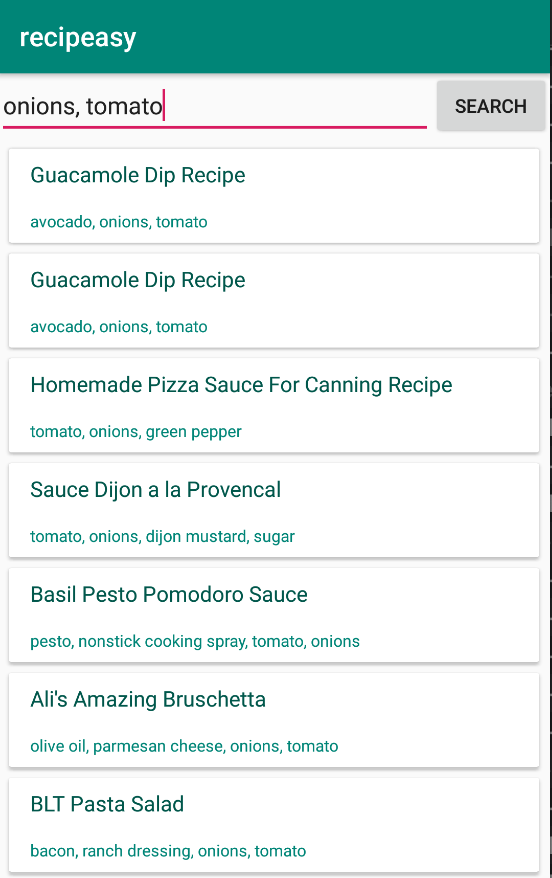 recipeasy
onions, tomato
SEARCH
Guacamole Dip Recipe
avocado, onions, tomato
Guacamole Dip Recipe
avocado, onions, tomato
Homemade Pizza Sauce For Canning Recipe
tomato, onions, green pepper
Sauce Dijon a la Provencal
tomato, onions, dijon mustard, sugar
Basil Pesto Pomodoro Sauce
pesto, nonstick cooking spray, tomato, onions
Ali's Amazing Bruschetta
olive oil, parmesan cheese, onions, tomato
BLT Pasta Salad
bacon, ranch dressing, onions, tomato